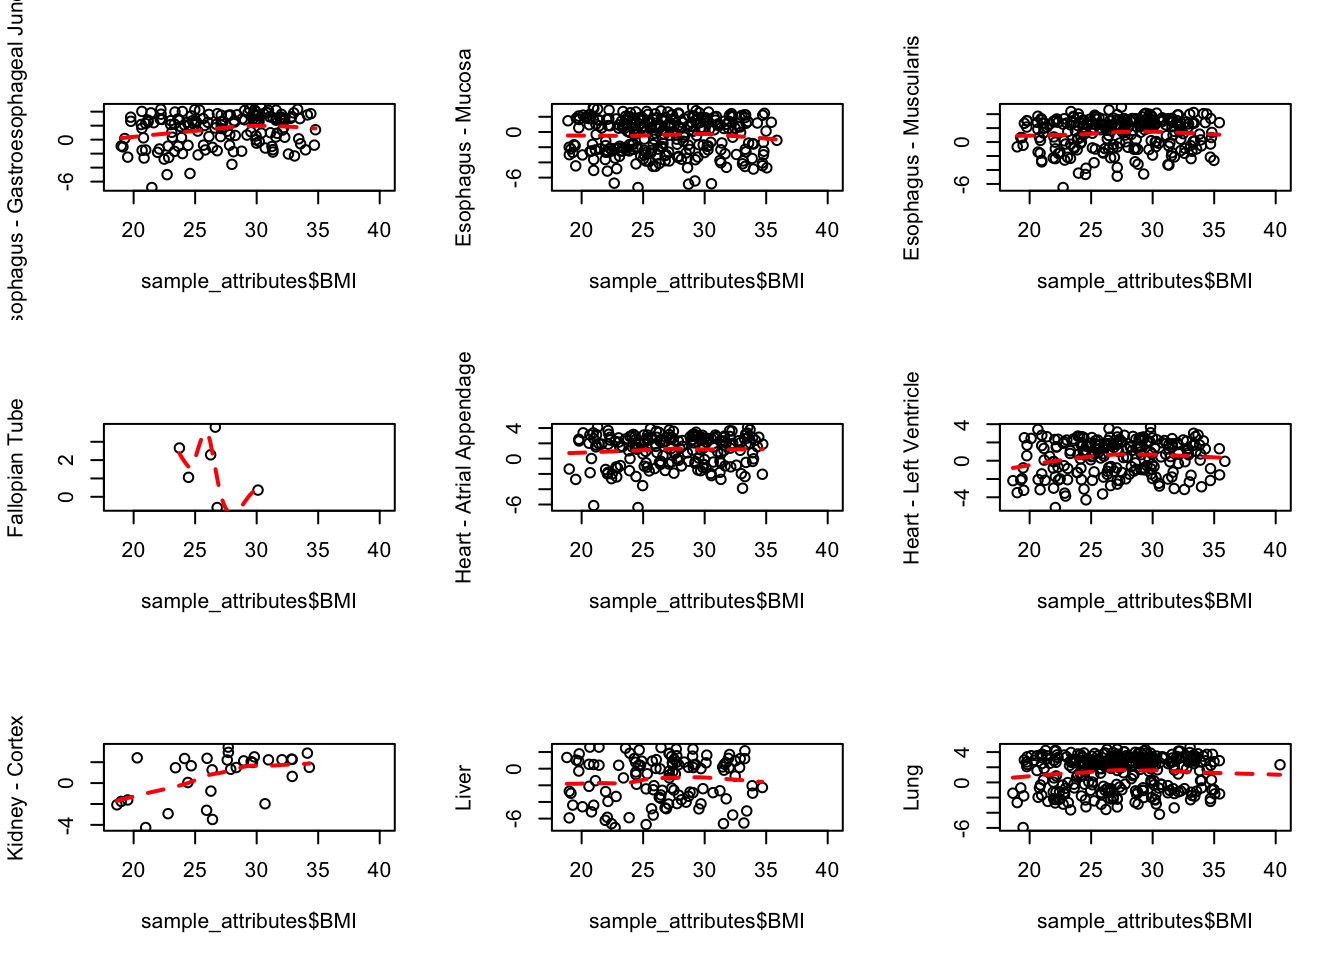 sophagus - Gastroesophageal Junc
0
-6
20 25 30 35 40
sample_attributes$BMI
Esophagus - Mucosa
0
-6
20 25 30 35 40
sample_attributes$BMI
Esophagus - Muscularis
0
-6
20 25 30 35 40
sample_attributes$BMI
Fallopian Tube
2
0
20 25 30 35 40
sample_attributes$BMI
Heart - Atrial Appendage
4
0
-6
20 25 30 35 40
sample_attributes$BMI
Heart - Left Ventricle
4
0
-4
20 25 30 35 40
sample_attributes$BMI
Kidney - Cortex
0
-4
20 25 30 35 40
sample_attributes$BMI
Liver
0
-6
20 25 30 35 40
sample_attributes$BMI
Lung
4
0
-6
20 25 30 35 40
sample_attributes$BMI